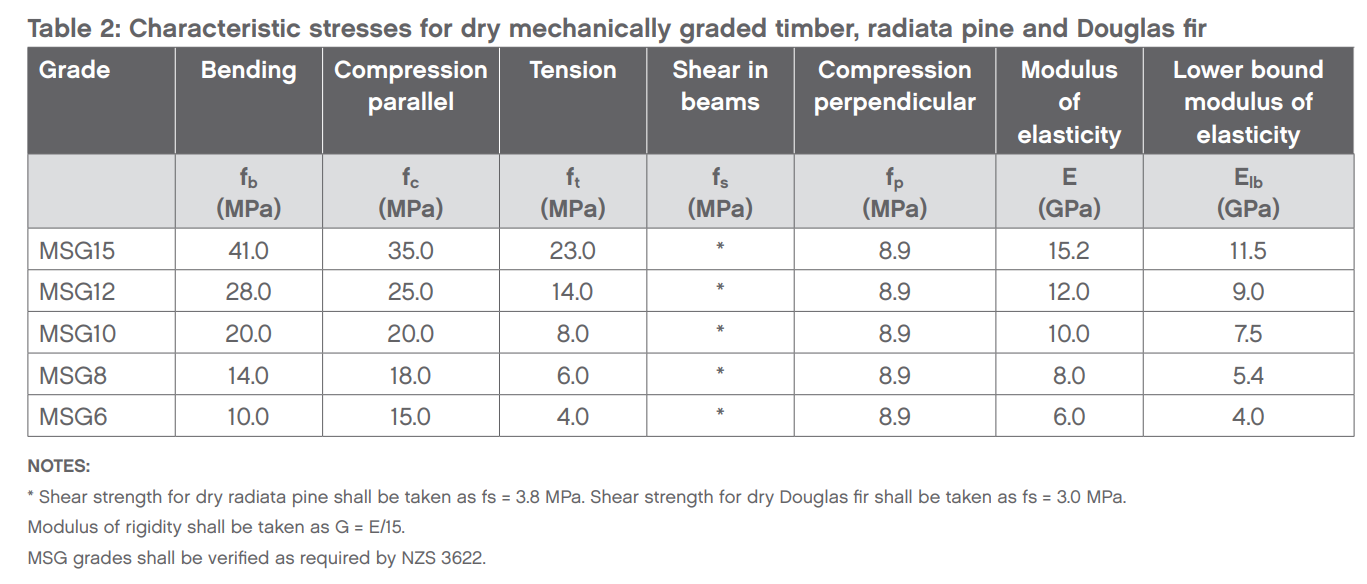 Table 2: Characteristic stresses for dry mechanically graded timber, radiata pine and Douglas fir
Grade Bending Compression parallel Tension Shear in beams Compression perpendicular Modulus of elasticity Lower bound modulus of elasticity
fb (MPa) fc (MPa) ft (MPa) fs (MPa) fp (MPa) E (GPa) Elb (GPa)
MSG15 41.0 35.0 23.0 * 8.9 15.2 11.5
MSG12 28.0 25.0 14.0 * 8.9 12.0 9.0
MSG10 20.0 20.0 8.0 * 8.9 10.0 7.5
MSG8 14.0 18.0 6.0 * 8.9 8.0 5.4
MSG6 10.0 15.0 4.0 * 8.9 6.0 4.0
NOTES:
* Shear strength for dry radiata pine shall be taken as fs = 3.8 MPa. Shear strength for dry Douglas fir shall be taken as fs = 3.0 MPa.
Modulus of rigidity shall be taken as G = E/15.
MSG grades shall be verified as required by NZS 3622.